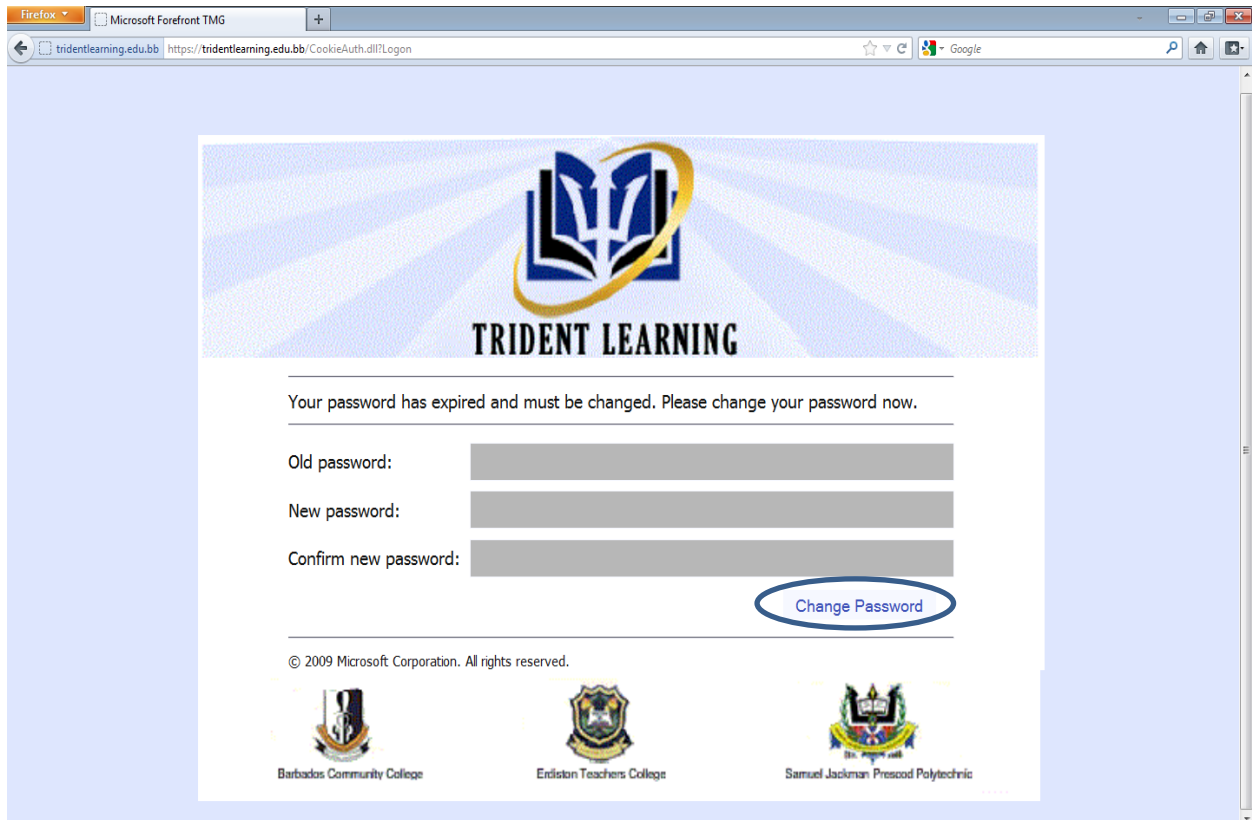 Firefox
Microsoft Forefront TMG
+
tridentlearning.edu.bb https://tridentlearning.edu.bb/CookieAuth.dll?Logon
Google
TRIDENT LEARNING
Your password has expired and must be changed. Please change your password now.
Old password:
New password:
Confirm new password:
Change Password
© 2009 Microsoft Corporation. All rights reserved.
Barbados Community College
Erdiston Teachers College
Samuel Jackman Prescod Polytechnic